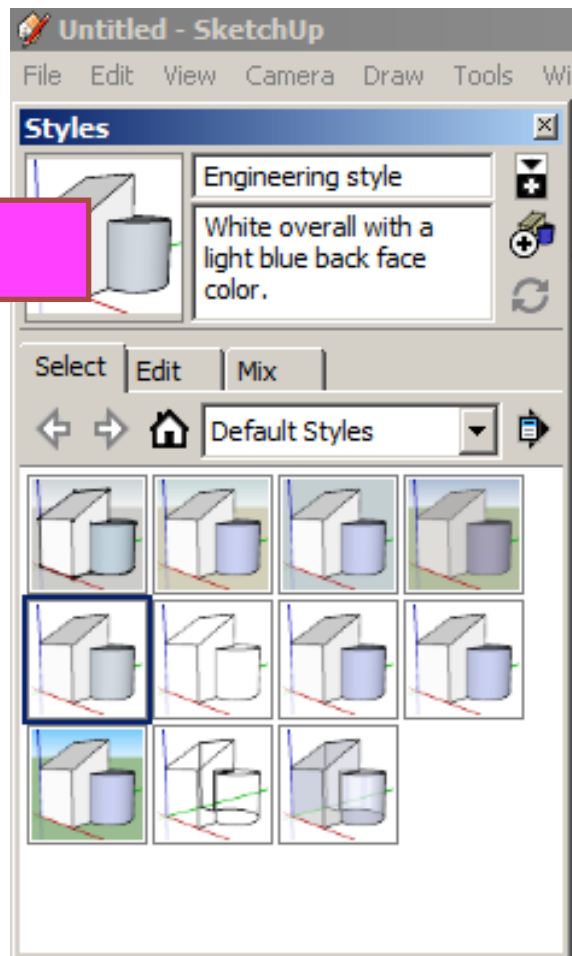 Untitled - SketchUp
File Edit View Camera Draw Tools Wi
Styles
Engineering style
White overall with a
light blue back face
color.
Select Edit Mix
Default Styles